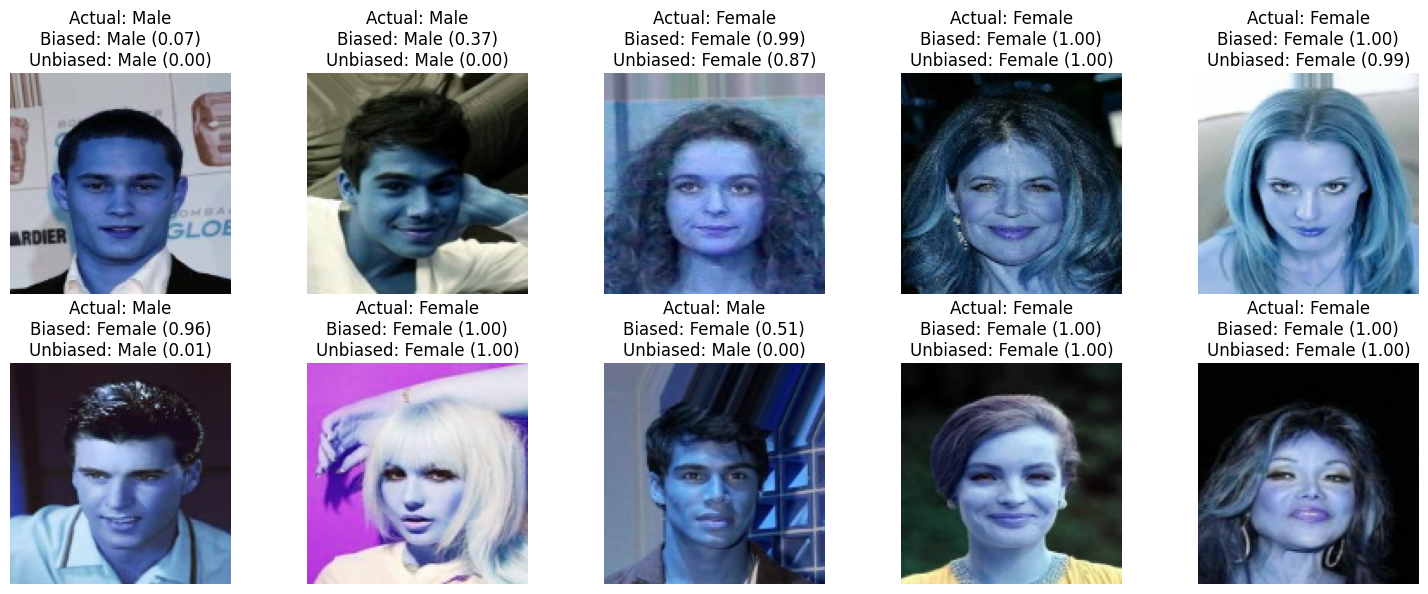 Actual: Male
Biased: Male (0.07)
Unbiased: Male (0.00)
Actual: Male
Biased: Male (0.37)
Unbiased: Male (0.00)
Actual: Female
Biased: Female (0.99)
Unbiased: Female (0.87)
Actual: Female
Biased: Female (1.00)
Unbiased: Female (1.00)
Actual: Female
Biased: Female (1.00)
Unbiased: Female (0.99)
BOMBA
ARDIER
GLOB
Actual: Male
Biased: Female (0.96)
Unbiased: Male (0.01)
Actual: Female
Biased: Female (1.00)
Unbiased: Female (1.00)
Actual: Male
Biased: Female (0.51)
Unbiased: Male (0.00)
Actual: Female
Biased: Female (1.00)
Unbiased: Female (1.00)
Actual: Female
Biased: Female (1.00)
Unbiased: Female (1.00)